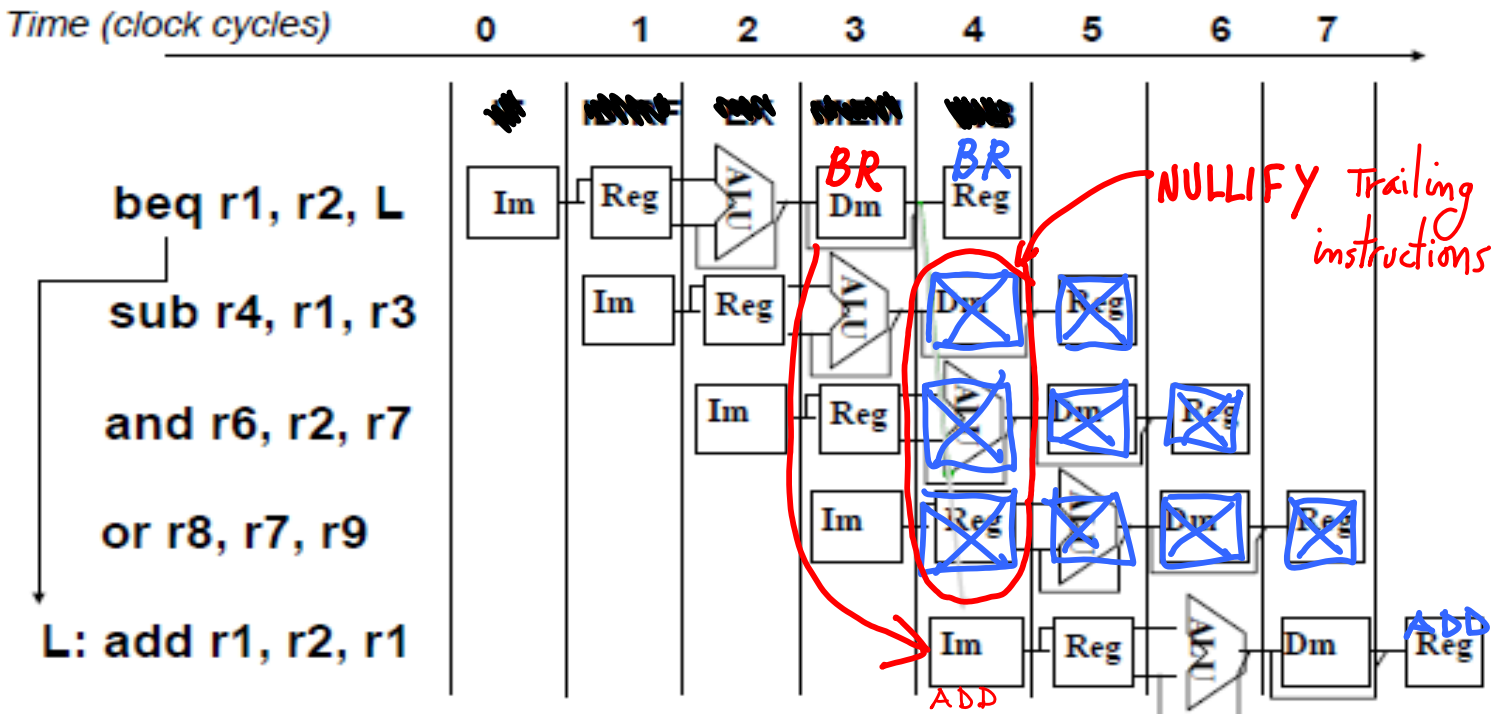 Time (clock cycles) 0 1 2 3 4 5 6 7
BR BR NULLIFY Trailing
instructions
beq r1, r2, L Im Reg ALU Dm Reg
sub r4, r1, r3 Im Reg ALU Dm Reg
and r6, r2, r7 Im Reg ALU Dm Reg
or r8, r7, r9 Im Reg ALU Dm Reg
L: add r1, r2, r1 Im Reg ALU Dm Reg
ADD ADD